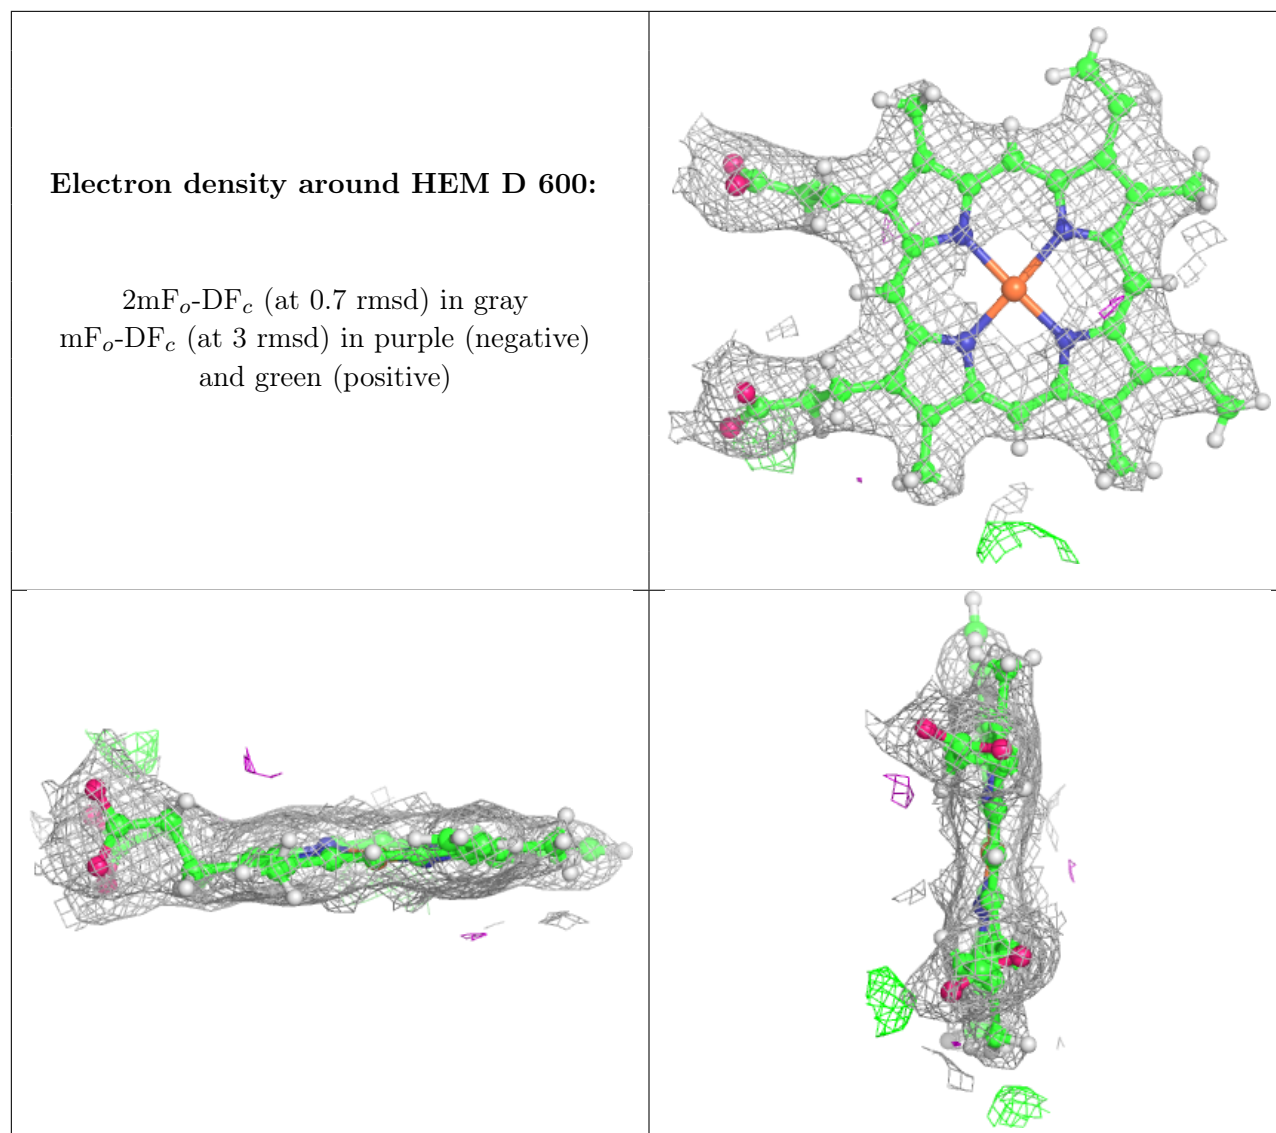 Electron density around HEM D 600:
2mFo-DFc (at 0.7 rmsd) in gray
mFo-DFc (at 3 rmsd) in purple (negative)
and green (positive)